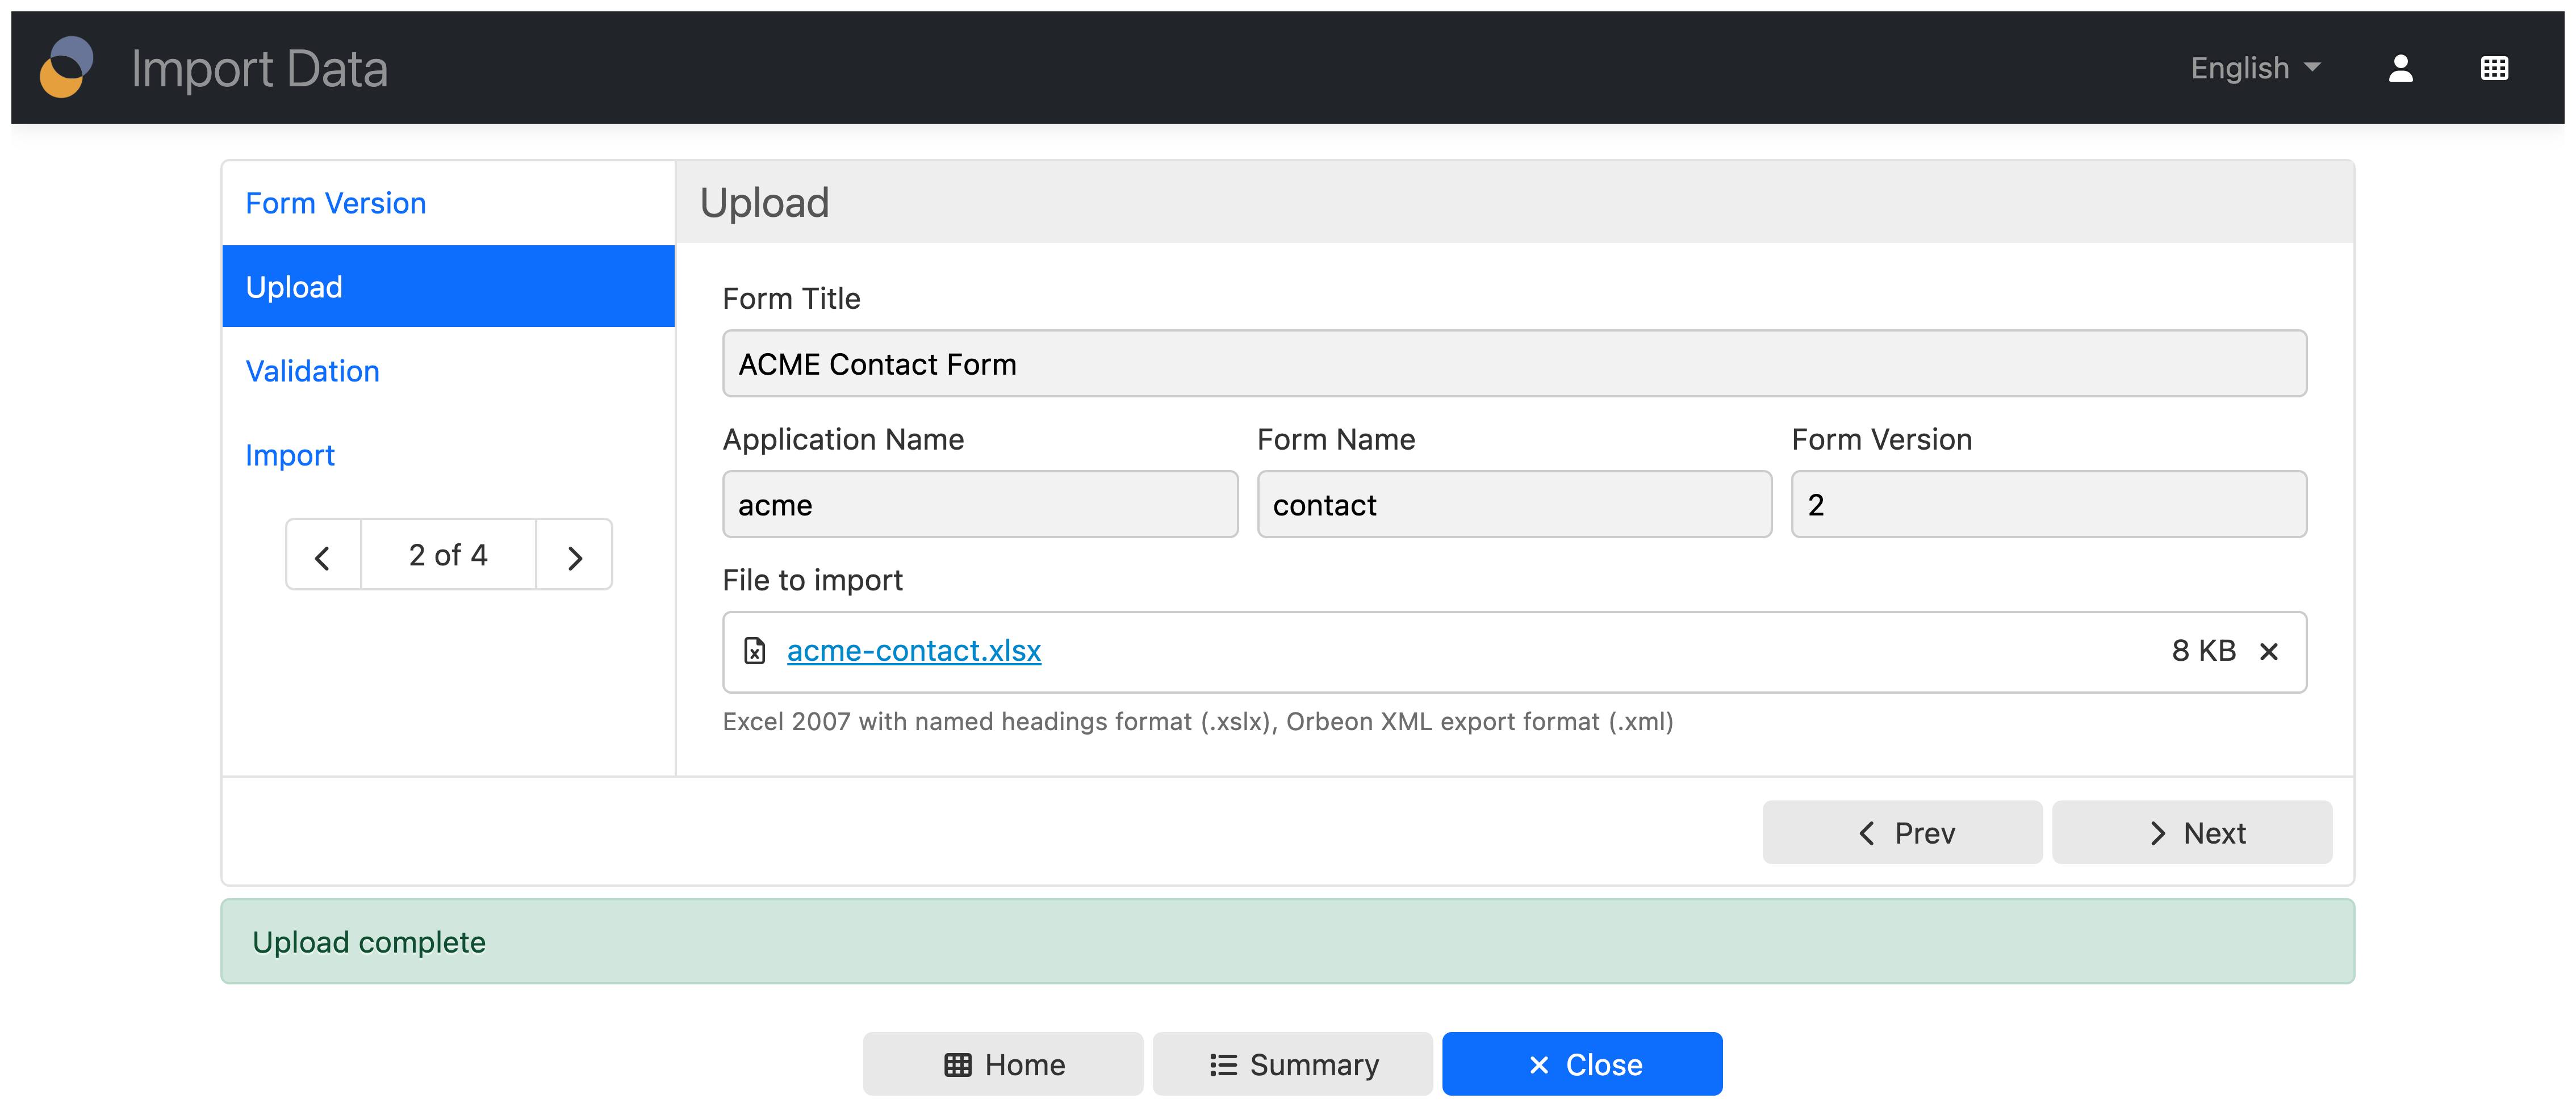 Import Data
English
Form Version
Upload
Validation
Import
2 of 4
Upload
Form Title
ACME Contact Form
Application Name
Form Name
Form Version
acme
contact
2
File to import
acme-contact.xlsx
8 KB
Excel 2007 with named headings format (.xslx), Orbeon XML export format (.xml)
Prev
Next
Upload complete
Home
Summary
Close